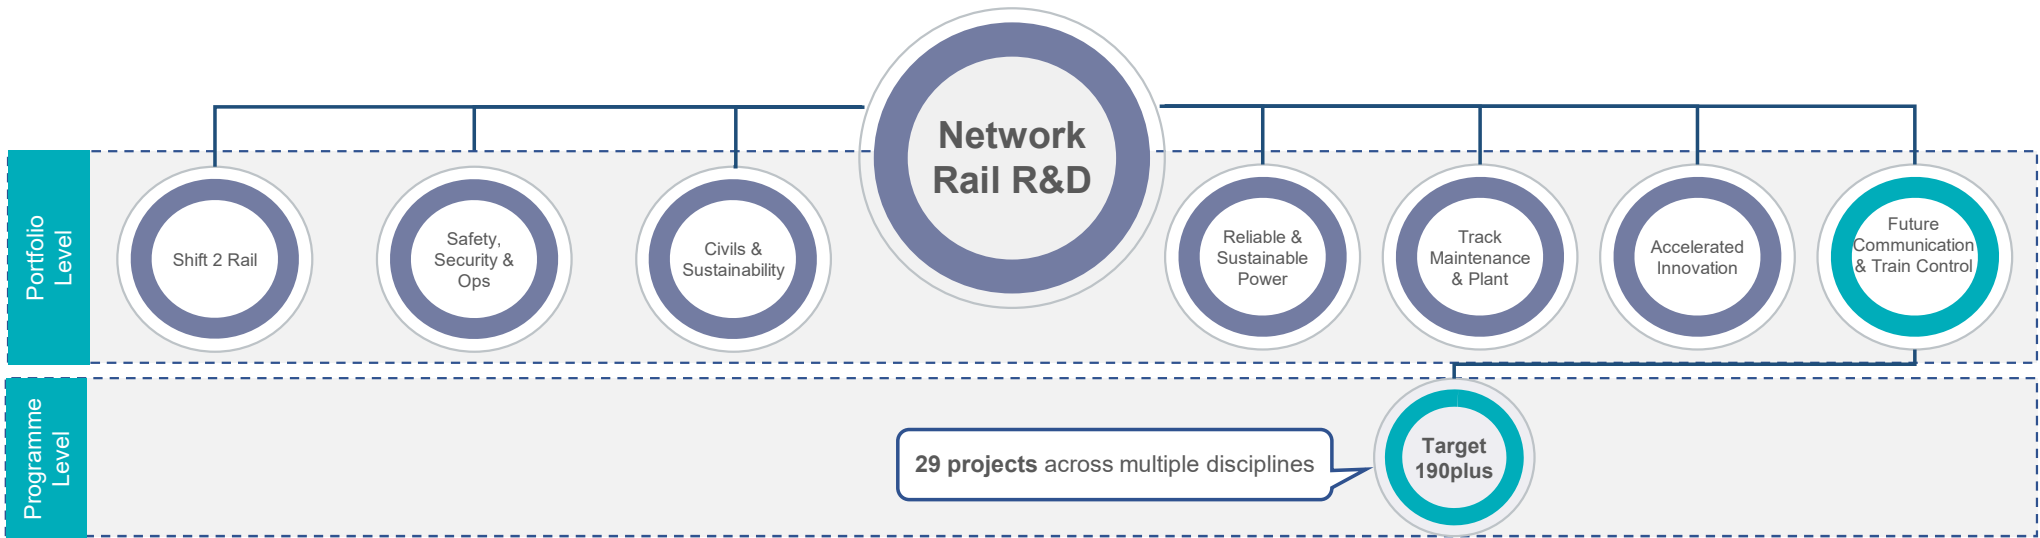 Network
Rail R&D
Portfolio
Level
Shift 2 Rail
Safety,
Security &
Ops
Civils &
Sustainability
Reliable &
Sustainable
Power
Track
Maintenance
& Plant
Accelerated
Innovation
Future
Communication
& Train Control
Programme
Level
29 projects across multiple disciplines
Target
190plus